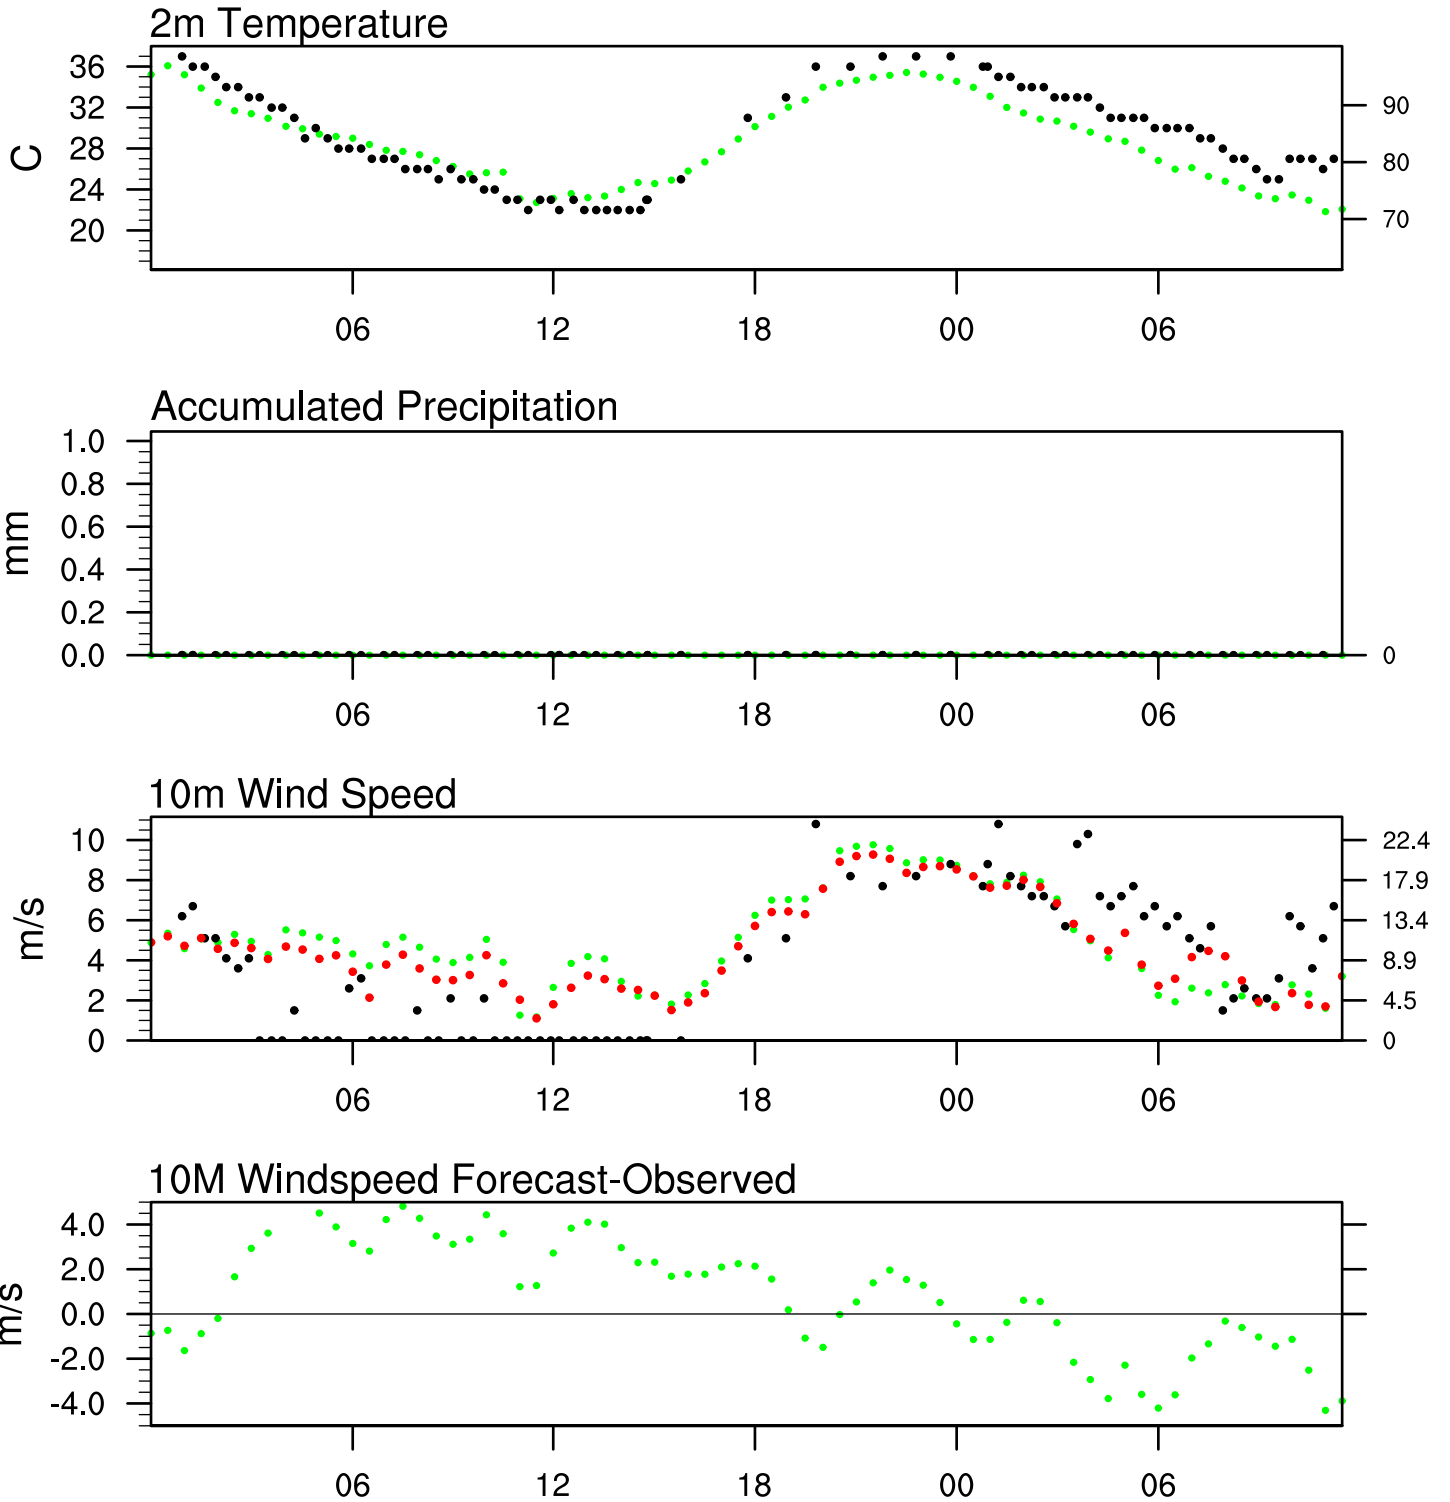 2m Temperature
36
32
28
24
20
C
90
80
70
06 12 18 00 06
Accumulated Precipitation
1.0
0.8
0.6
0.4
0.2
0.0
mm
0
06 12 18 00 06
10m Wind Speed
10
8
6
4
2
0
m/s
22.4
17.9
13.4
8.9
4.5
0
06 12 18 00 06
10M Windspeed Forecast-Observed
4.0
2.0
0.0
-2.0
-4.0
m/s
06 12 18 00 06